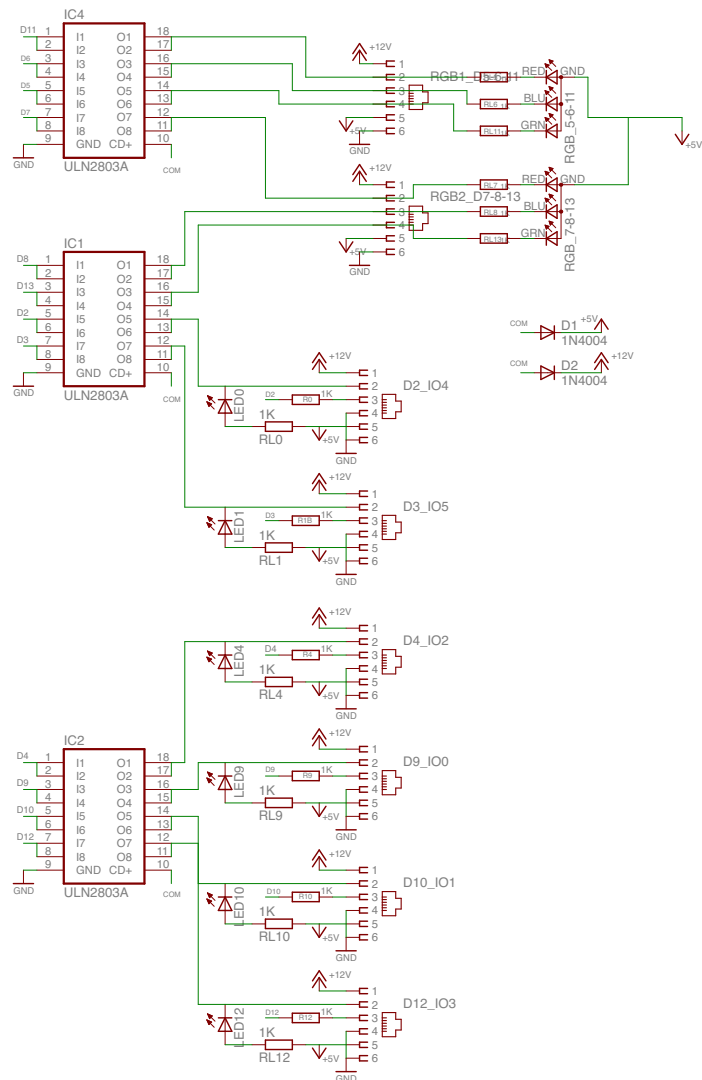 IC4
D11 1 I1 O1 18
2 I2 O2 17
D6 3 I3 O3 16
4 I4 O4 15
D5 5 I5 O5 14
6 I6 O6 13
D7 7 I7 O7 12
8 I8 O8 11
9 GND CD+ 10
GND
ULN2803A
COM
+12V
1
2
3
4
5
6
+5V
GND
RED GND
RL6
BLU
RL11
GRN
RGB_5-6-11
+5V
+12V
1
2
3
4
5
6
+5V
GND
RGB2_D7-8-13
RL7
RED GND
RL8
BLU
RL13
GRN
RGB_7-8-13
IC1
D8 1 I1 O1 18
2 I2 O2 17
D13 3 I3 O3 16
4 I4 O4 15
D2 5 I5 O5 14
6 I6 O6 13
D3 7 I7 O7 12
8 I8 O8 11
9 GND CD+ 10
GND
ULN2803A
COM
COM D1 +5V
1N4004
COM D2 +12V
1N4004
+12V
1
2
3
4
5
6
D2_IO4
LED0
D2 R0 1K
1K
RL0
+5V
GND
+12V
1
2
3
4
5
6
D3_IO5
LED1
D3 R1B 1K
1K
RL1
+5V
GND
+12V
1
2
3
4
5
6
D4_IO2
LED4
D4 R4 1K
1K
RL4
+5V
GND
IC2
D4 1 I1 O1 18
2 I2 O2 17
D9 3 I3 O3 16
4 I4 O4 15
D10 5 I5 O5 14
6 I6 O6 13
D12 7 I7 O7 12
8 I8 O8 11
9 GND CD+ 10
GND
ULN2803A
COM
+12V
1
2
3
4
5
6
D9_IO0
LED9
D9 R9 1K
1K
RL9
+5V
GND
+12V
1
2
3
4
5
6
D10_IO1
LED10
D10 R10 1K
1K
RL10
+5V
GND
+12V
1
2
3
4
5
6
D12_IO3
LED12
D12 R12 1K
1K
RL12
+5V
GND